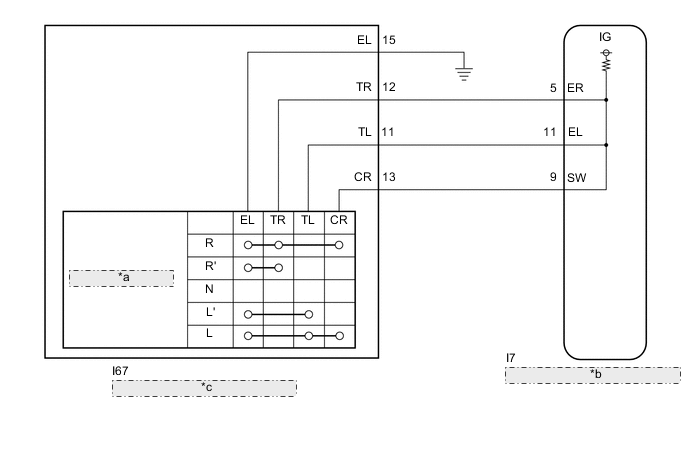 IG
EL 15
TR 12 5 ER
TL 11 11 EL
CR 13 9 SW
EL TR TL CR
R
R'
*a
N
L'
L
I67
*c
I7
*b